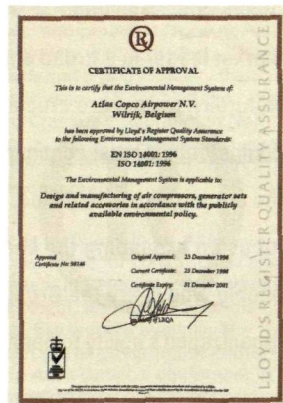 R
CERTIFICATE OF APPROVAL
This is to certify that the Environmental Management System of:
Atlas Copco Airpower N.V.
Wilrijk, Belgium
has been approved by Lloyd's Register Quality Assurance
to the following Environmental Management System Standards:
EN ISO 14001: 1996
ISO 14001: 1996
The Environmental Management System is applicable to:
Design and manufacturing of air compressors, generator sets
and related accessories in accordance with the publicly
available environmental policy.
Approval
Certificate No: 98146
Original Approval: 23 December 1998
Current Certificate: 23 December 1998
Certificate Expiry: 31 December 2001
LLOYD'S REGISTER QUALITY ASSURANCE